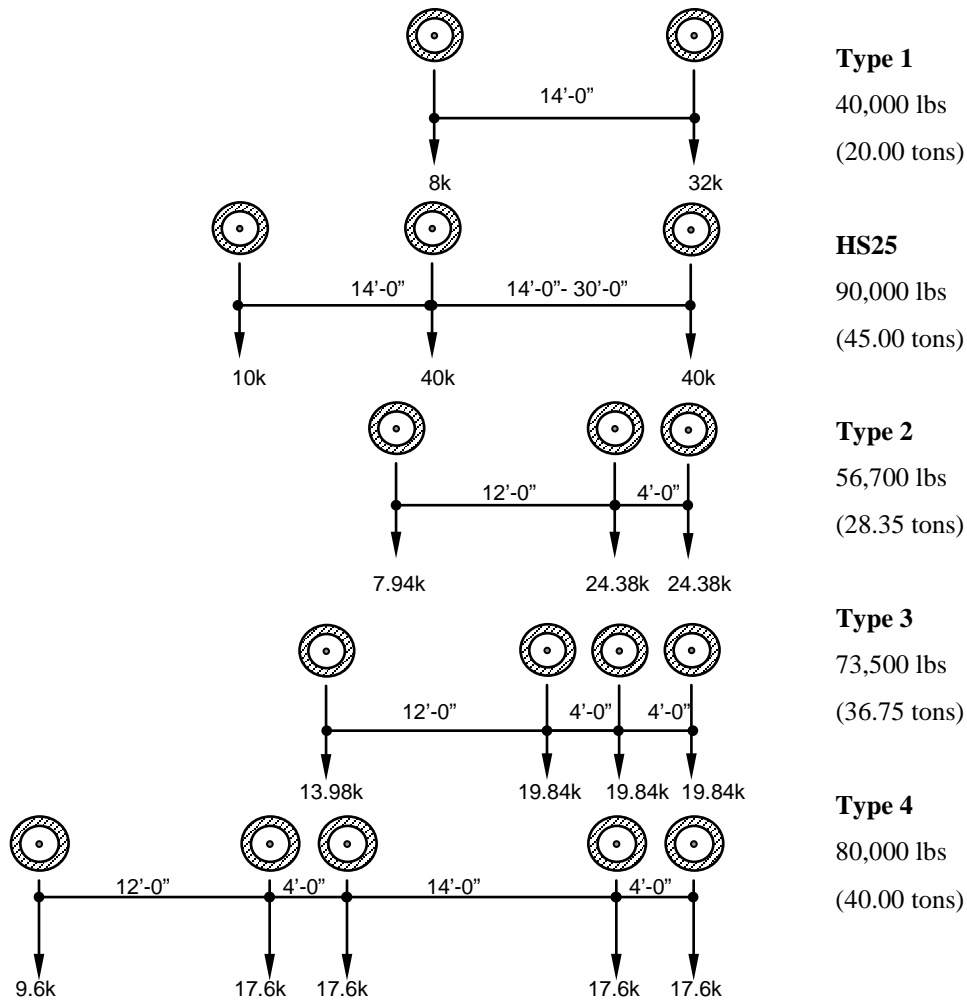 Type 1
40,000 lbs
(20.00 tons)
14’-0”
8k 32k
HS25
90,000 lbs
(45.00 tons)
14’-0” 14’-0”- 30’-0”
10k 40k 40k
Type 2
56,700 lbs
(28.35 tons)
12’-0” 4’-0”
7.94k 24.38k 24.38k
Type 3
73,500 lbs
(36.75 tons)
12’-0” 4’-0” 4’-0”
13.98k 19.84k 19.84k 19.84k
Type 4
80,000 lbs
(40.00 tons)
12’-0” 4’-0” 14’-0” 4’-0”
9.6k 17.6k 17.6k 17.6k 17.6k